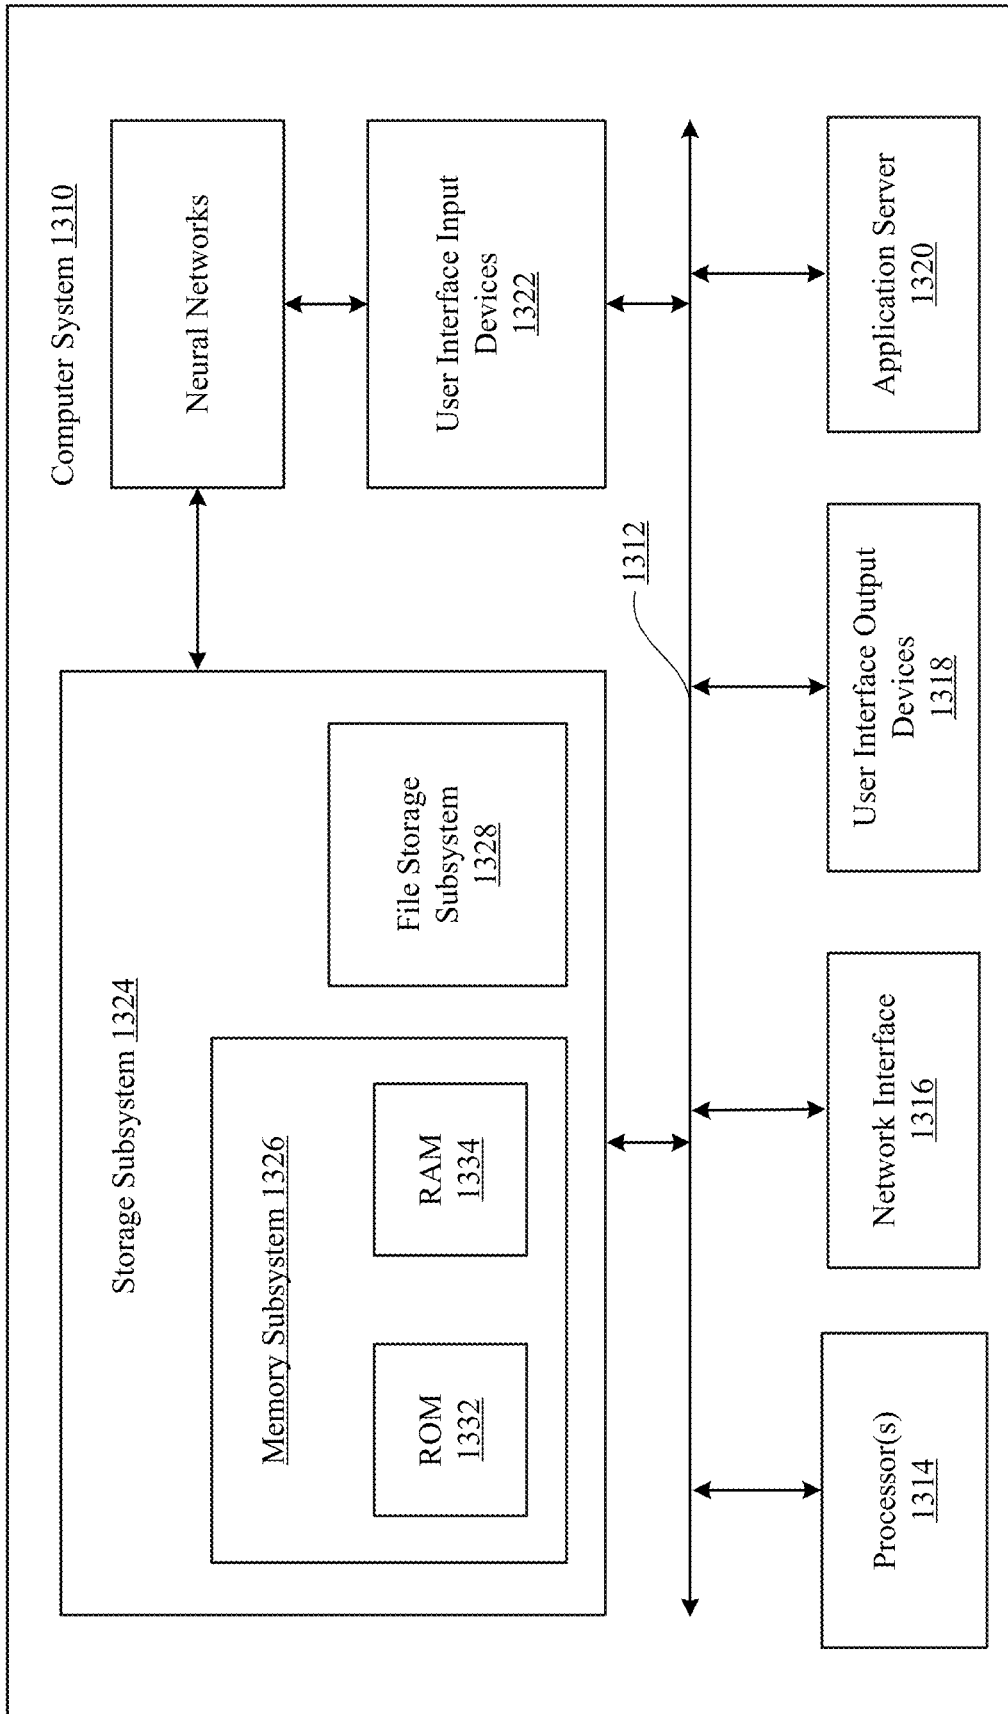 Computer System 1310
Storage Subsystem 1324
Memory Subsystem 1326
ROM
1332
RAM
1334
File Storage
Subsystem
1328
Neural Networks
User Interface Input
Devices
1322
1312
Processor(s)
1314
Network Interface
1316
User Interface Output
Devices
1318
Application Server
1320